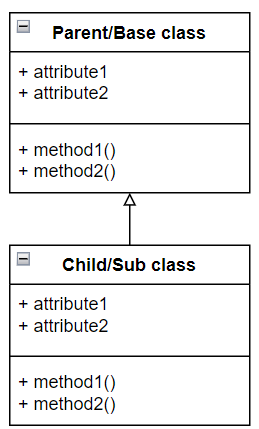 Parent/Base class
+ attribute1
+ attribute2
+ method1()
+ method2()
Child/Sub class
+ attribute1
+ attribute2
+ method1()
+ method2()